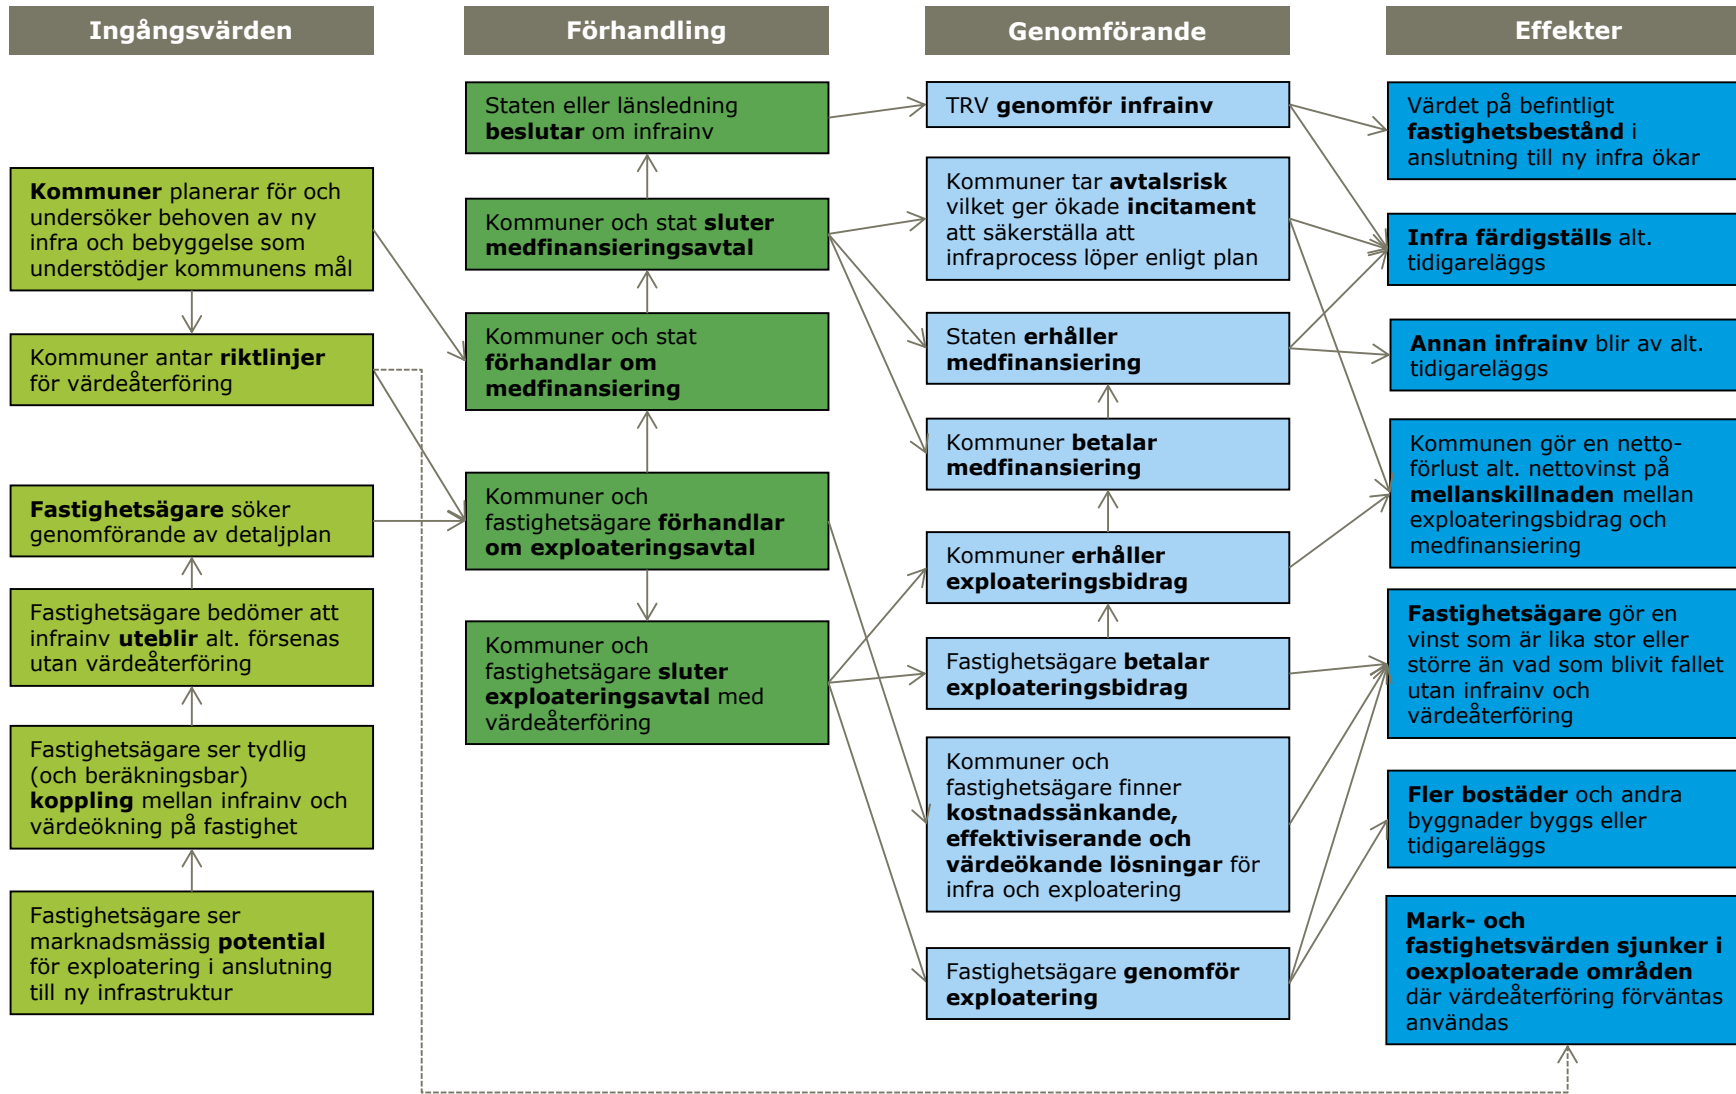 Ingångsvärden
Förhandling
Genomförande
Effekter
Kommuner planerar för och
undersöker behoven av ny
infra och bebyggelse som
understödjer kommunens mål
Kommuner antar riktlinjer
för värdeåterföring
Fastighetsägare söker
genomförande av detaljplan
Fastighetsägare bedömer att
infrainv uteblir alt. försenas
utan värdeåterföring
Fastighetsägare ser tydlig
(och beräkningsbar)
koppling mellan infrainv och
värdeökning på fastighet
Fastighetsägare ser
marknadsmässig potential
för exploatering i anslutning
till ny infrastruktur
Staten eller länsledning
beslutar om infrainv
Kommuner och stat sluter
medfinansieringsavtal
Kommuner och stat
förhandlar om
medfinansiering
Kommuner och
fastighetsägare förhandlar
om exploateringsavtal
Kommuner och
fastighetsägare sluter
exploateringsavtal med
värdeåterföring
TRV genomför infrainv
Kommuner tar avtalsrisk
vilket ger ökade incitament
att säkerställa att
infraprocess löper enligt plan
Staten erhåller
medfinansiering
Kommuner betalar
medfinansiering
Kommuner erhåller
exploateringsbidrag
Fastighetsägare betalar
exploateringsbidrag
Kommuner och
fastighetsägare finner
kostnadssänkande,
effektiviserande och
värdeökande lösningar för
infra och exploatering
Fastighetsägare genomför
exploatering
Värdet på befintligt
fastighetsbestånd i
anslutning till ny infra ökar
Infra färdigställs alt.
tidigareläggs
Annan infrainv blir av alt.
tidigareläggs
Kommunen gör en netto-
förlust alt. nettovinst på
mellanskillnaden mellan
exploateringsbidrag och
medfinansiering
Fastighetsägare gör en
vinst som är lika stor eller
större än vad som blivit fallet
utan infrainv och
värdeåterföring
Fler bostäder och andra
byggnader byggs eller
tidigareläggs
Mark- och
fastighetsvärden sjunker i
oexploaterade områden
där värdeåterföring förväntas
användas